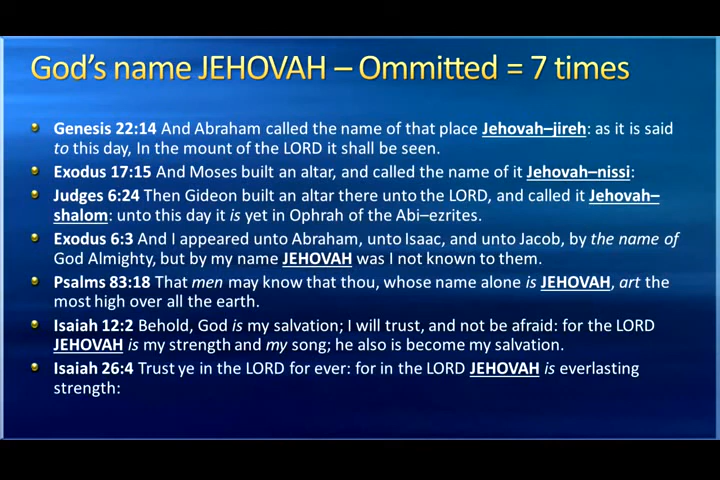 God's name JEHOVAH – Ommitted = 7 times
Genesis 22:14 And Abraham called the name of that place Jehovah–jireh: as it is said
to this day, In the mount of the LORD it shall be seen.
Exodus 17:15 And Moses built an altar, and called the name of it Jehovah–nissi:
Judges 6:24 Then Gideon built an altar there unto the LORD, and called it Jehovah–
shalom: unto this day it is yet in Ophrah of the Abi–ezrites.
Exodus 6:3 And I appeared unto Abraham, unto Isaac, and unto Jacob, by the name of
God Almighty, but by my name JEHOVAH was I not known to them.
Psalms 83:18 That men may know that thou, whose name alone is JEHOVAH, art the
most high over all the earth.
Isaiah 12:2 Behold, God is my salvation; I will trust, and not be afraid: for the LORD
JEHOVAH is my strength and my song; he also is become my salvation.
Isaiah 26:4 Trust ye in the LORD for ever: for in the LORD JEHOVAH is everlasting
strength: